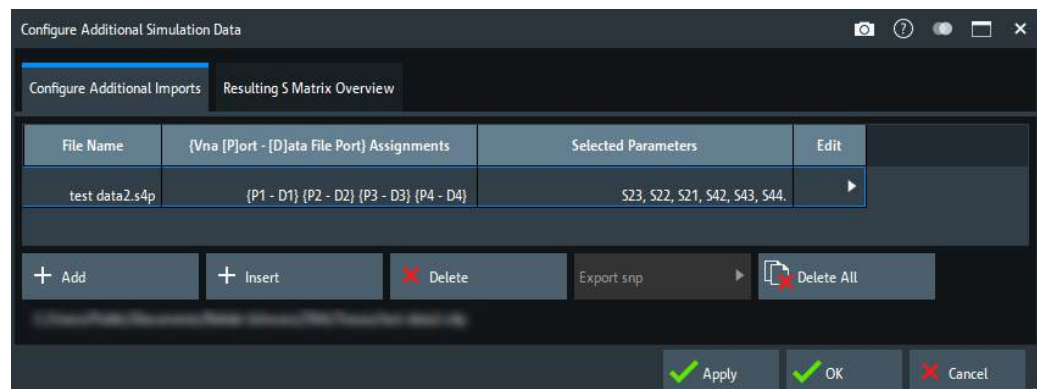 Configure Additional Simulation Data
Configure Additional Imports Resulting S Matrix Overview
File Name {Vna [P]ort - [D]ata File Port} Assignments Selected Parameters Edit
test data2.s4p {P1 - D1} {P2 - D2} {P3 - D3} {P4 - D4} S23, S22, S21, S42, S43, S44.
+ Add + Insert Delete Export snp Delete All
Apply OK Cancel